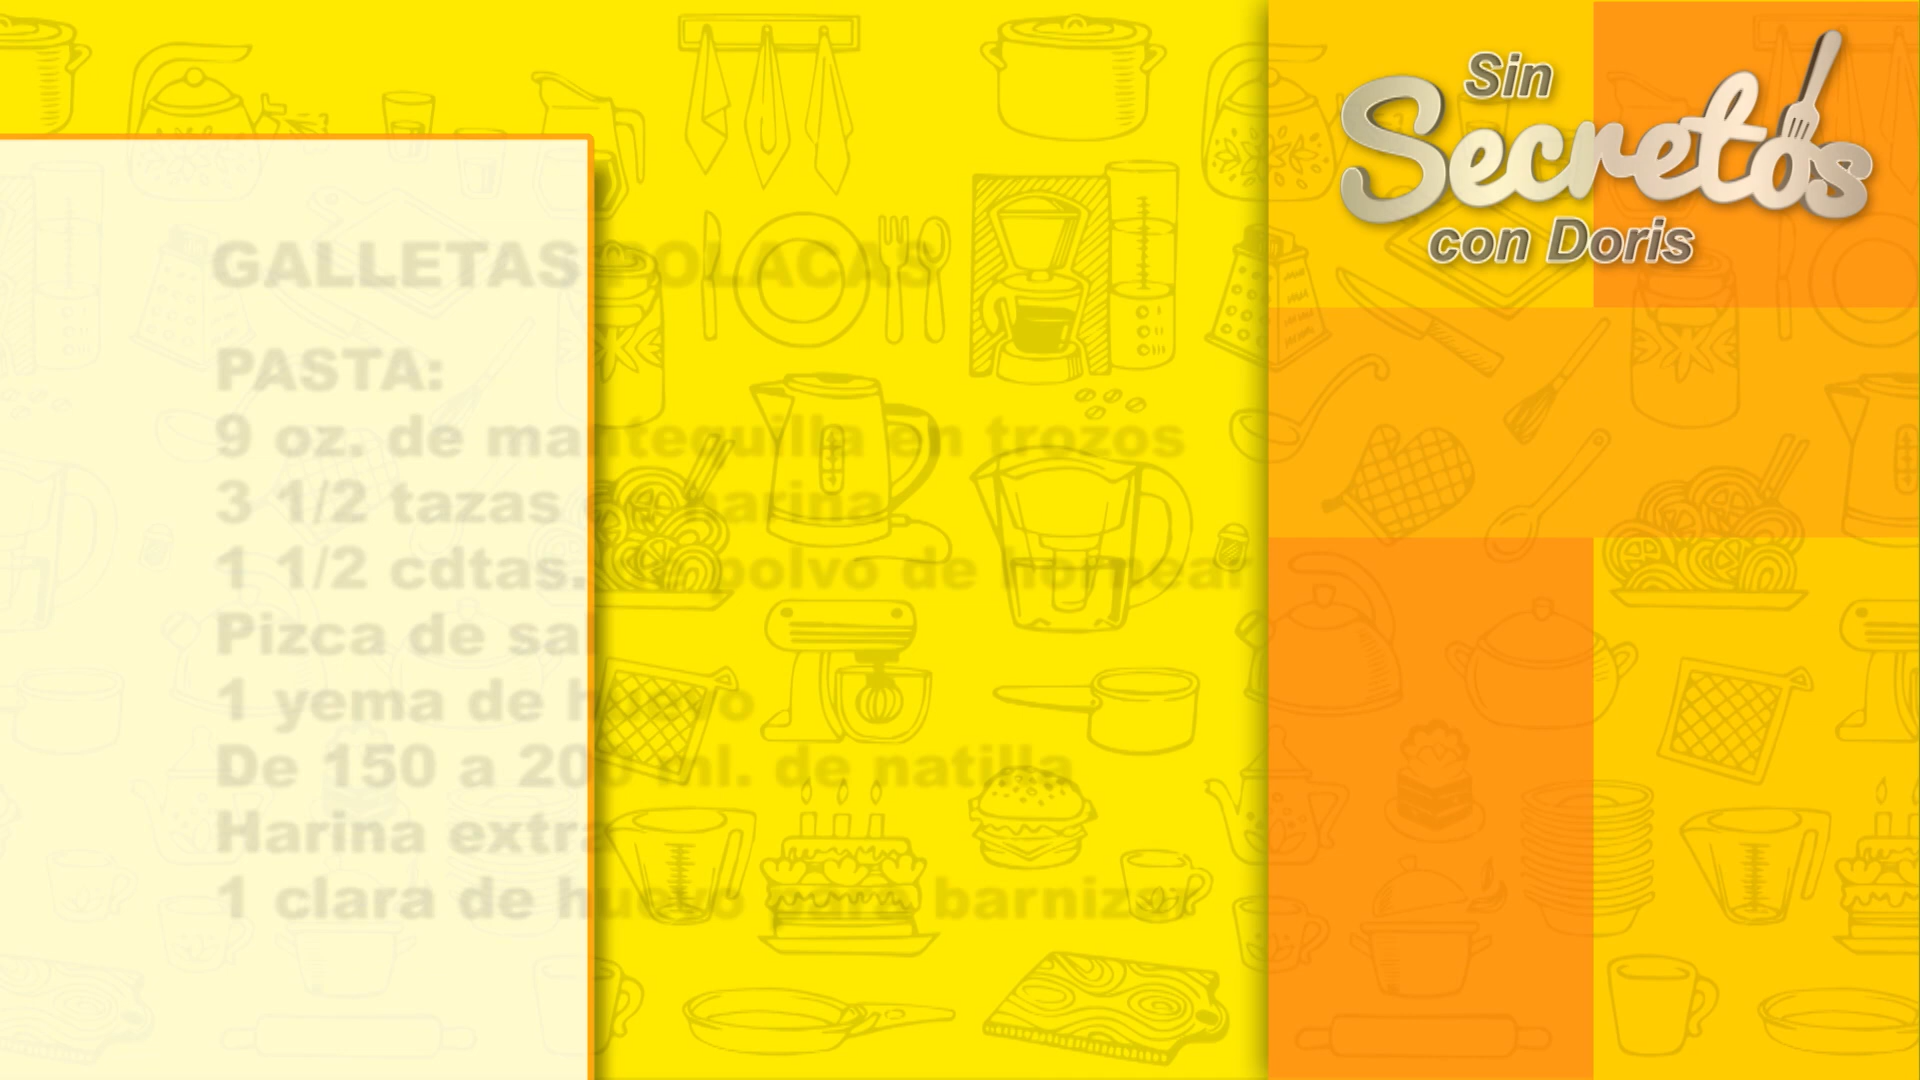 Sin
Secretos
con Doris
GALLETAS POLACAS
PASTA:
9 oz. de mantequilla en trozos
3 1/2 tazas de harina
1 1/2 cdtas. de polvo de hornear
Pizca de sal
1 yema de huevo
De 150 a 200 ml. de natilla
Harina extra
1 clara de huevo para barnizar